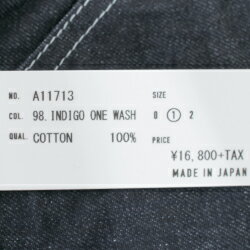 NO. A11713 SIZE
COL. 98. INDIGO ONE WASH 0 ① 2
QUAL. COTTON 100% PRICE
¥16,800+TAX
MADE IN JAPAN